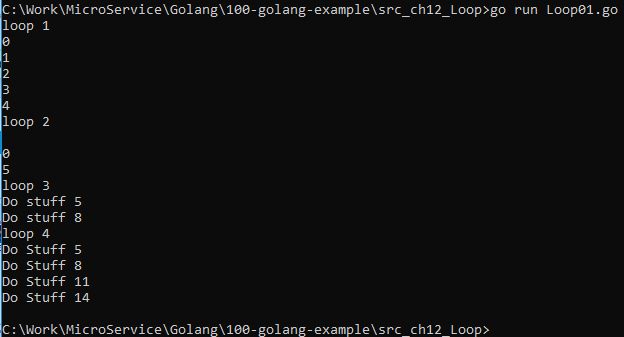 C:\Work\MicroService\Golang\100-golang-example\src_ch12_Loop>go run Loop01.go
loop 1
0
1
2
3
4
loop 2
0
5
loop 3
Do stuff 5
Do stuff 8
loop 4
Do Stuff 5
Do Stuff 8
Do Stuff 11
Do Stuff 14
C:\Work\MicroService\Golang\100-golang-example\src_ch12_Loop>